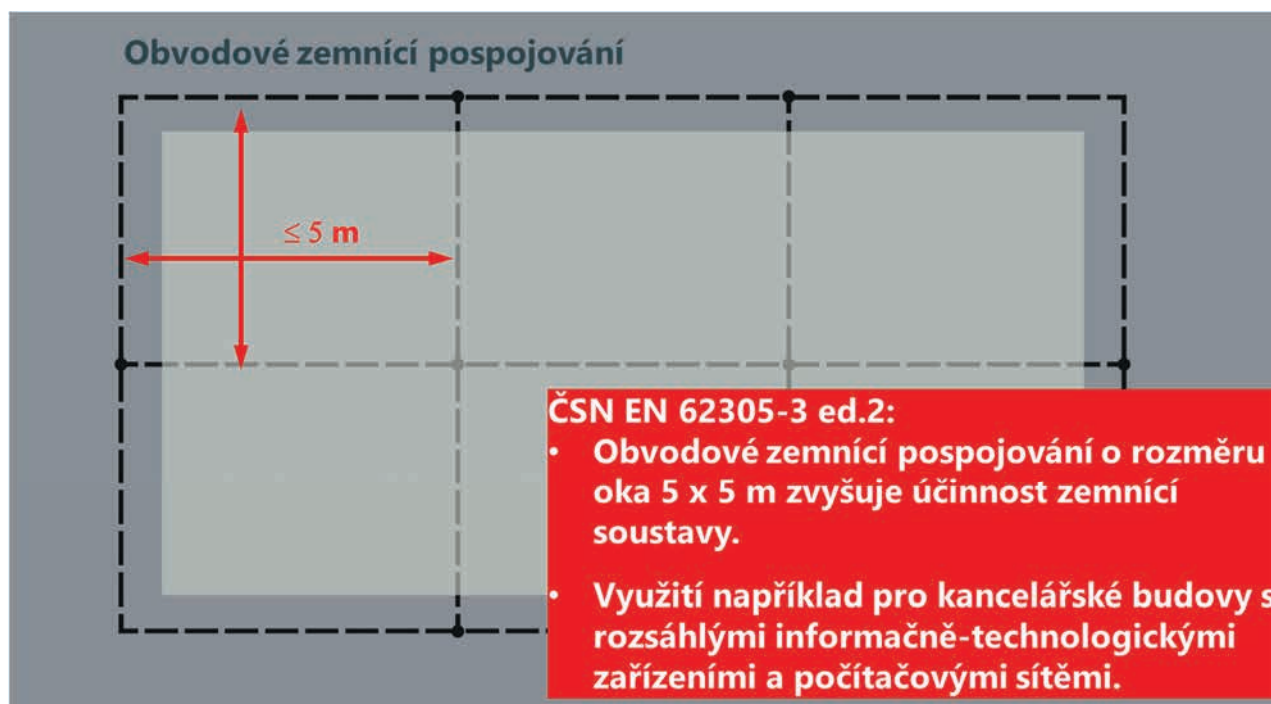 Obvodové zemnící pospojování
≤ 5 m
ČSN EN 62305-3 ed.2:
• Obvodové zemnící pospojování o rozměru
oka 5 x 5 m zvyšuje účinnost zemnící
soustavy.
• Využití například pro kancelářské budovy s
rozsáhlými informačně-technologickými
zařízeními a počítačovými sítěmi.